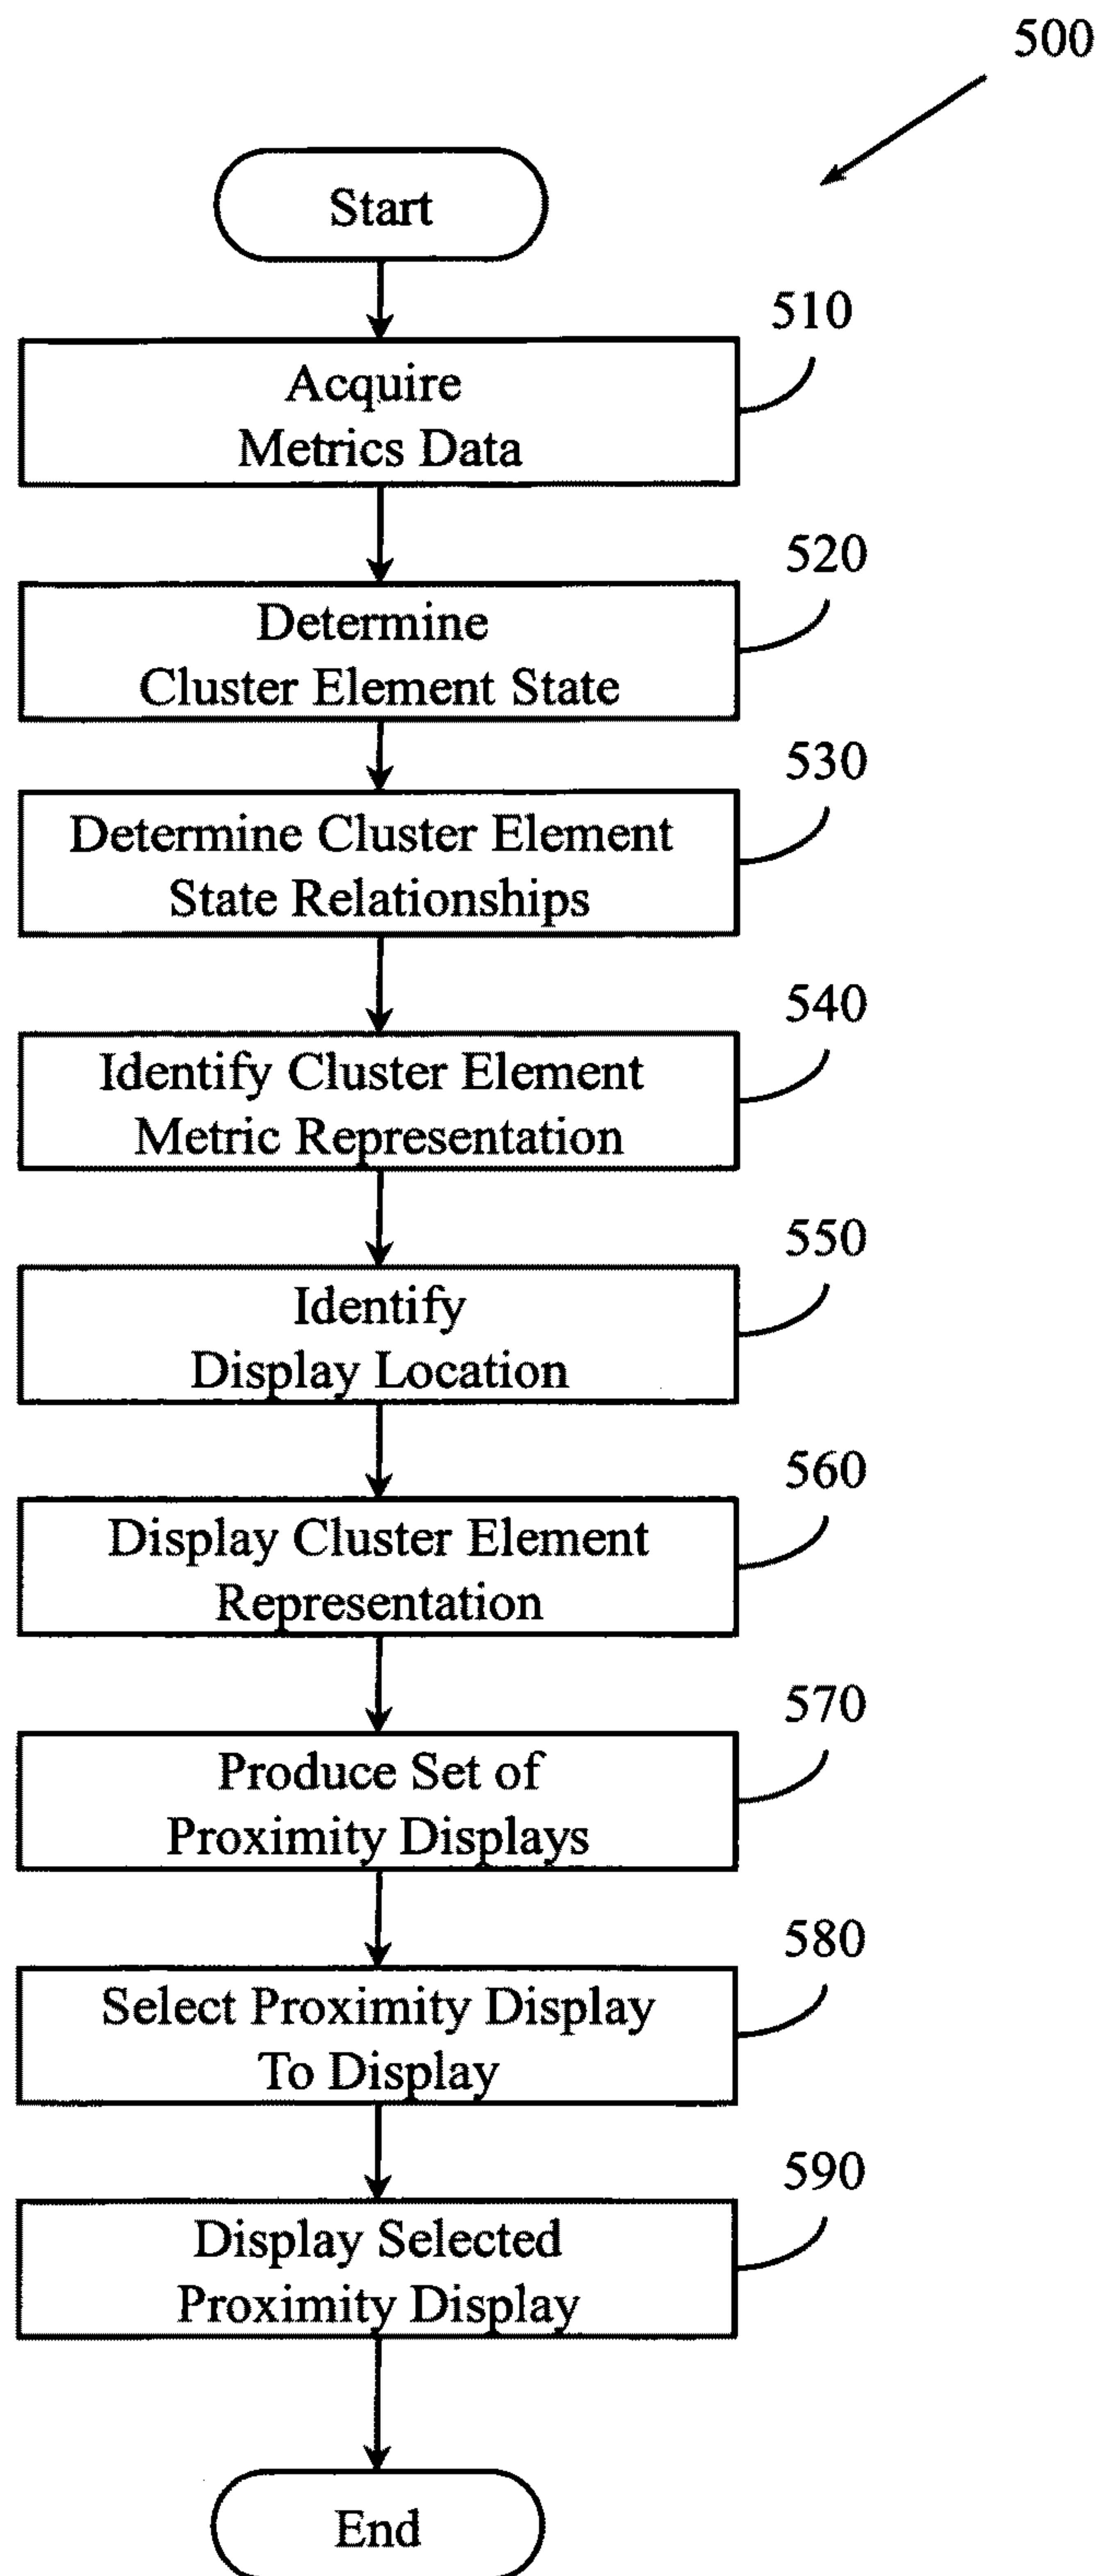 500
Start
510
Acquire
Metrics Data
520
Determine
Cluster Element State
530
Determine Cluster Element
State Relationships
540
Identify Cluster Element
Metric Representation
550
Identify
Display Location
560
Display Cluster Element
Representation
570
Produce Set of
Proximity Displays
580
Select Proximity Display
To Display
590
Display Selected
Proximity Display
End